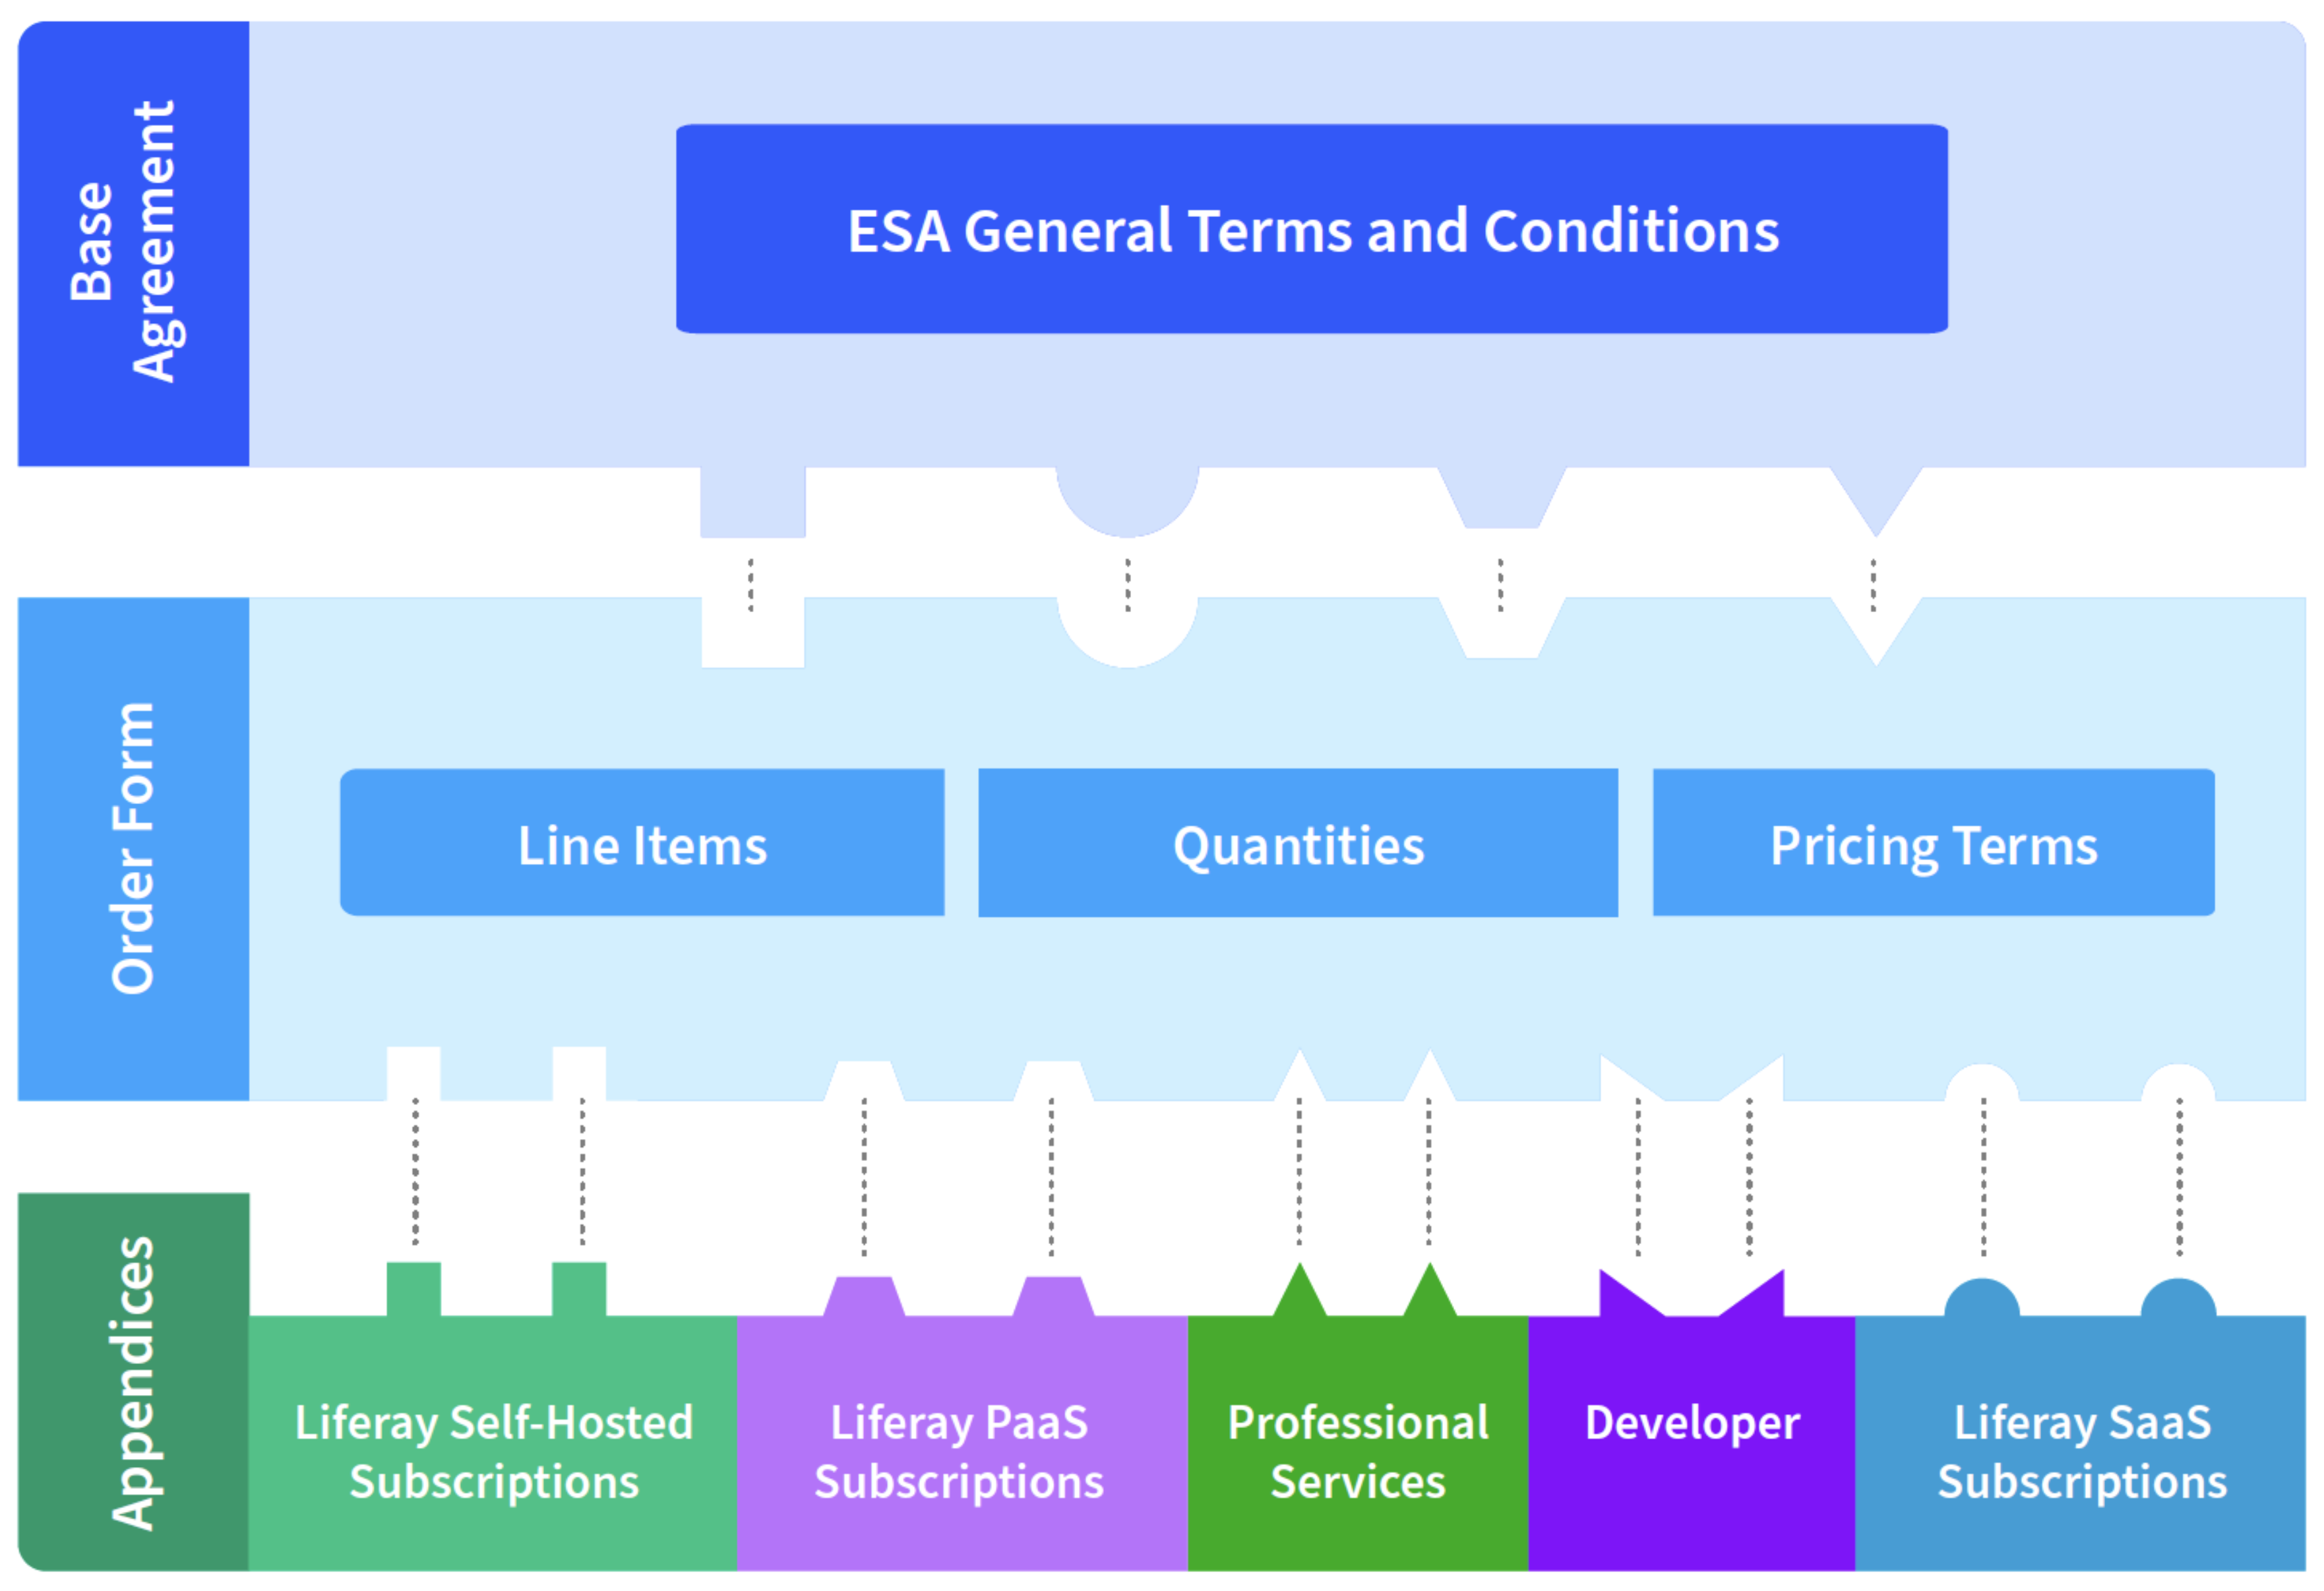 Base
Agreement
ESA General Terms and Conditions
Order Form
Line Items
Quantities
Pricing Terms
Appendices
Liferay Self-Hosted
Subscriptions
Liferay PaaS
Subscriptions
Professional
Services
Developer
Liferay SaaS
Subscriptions